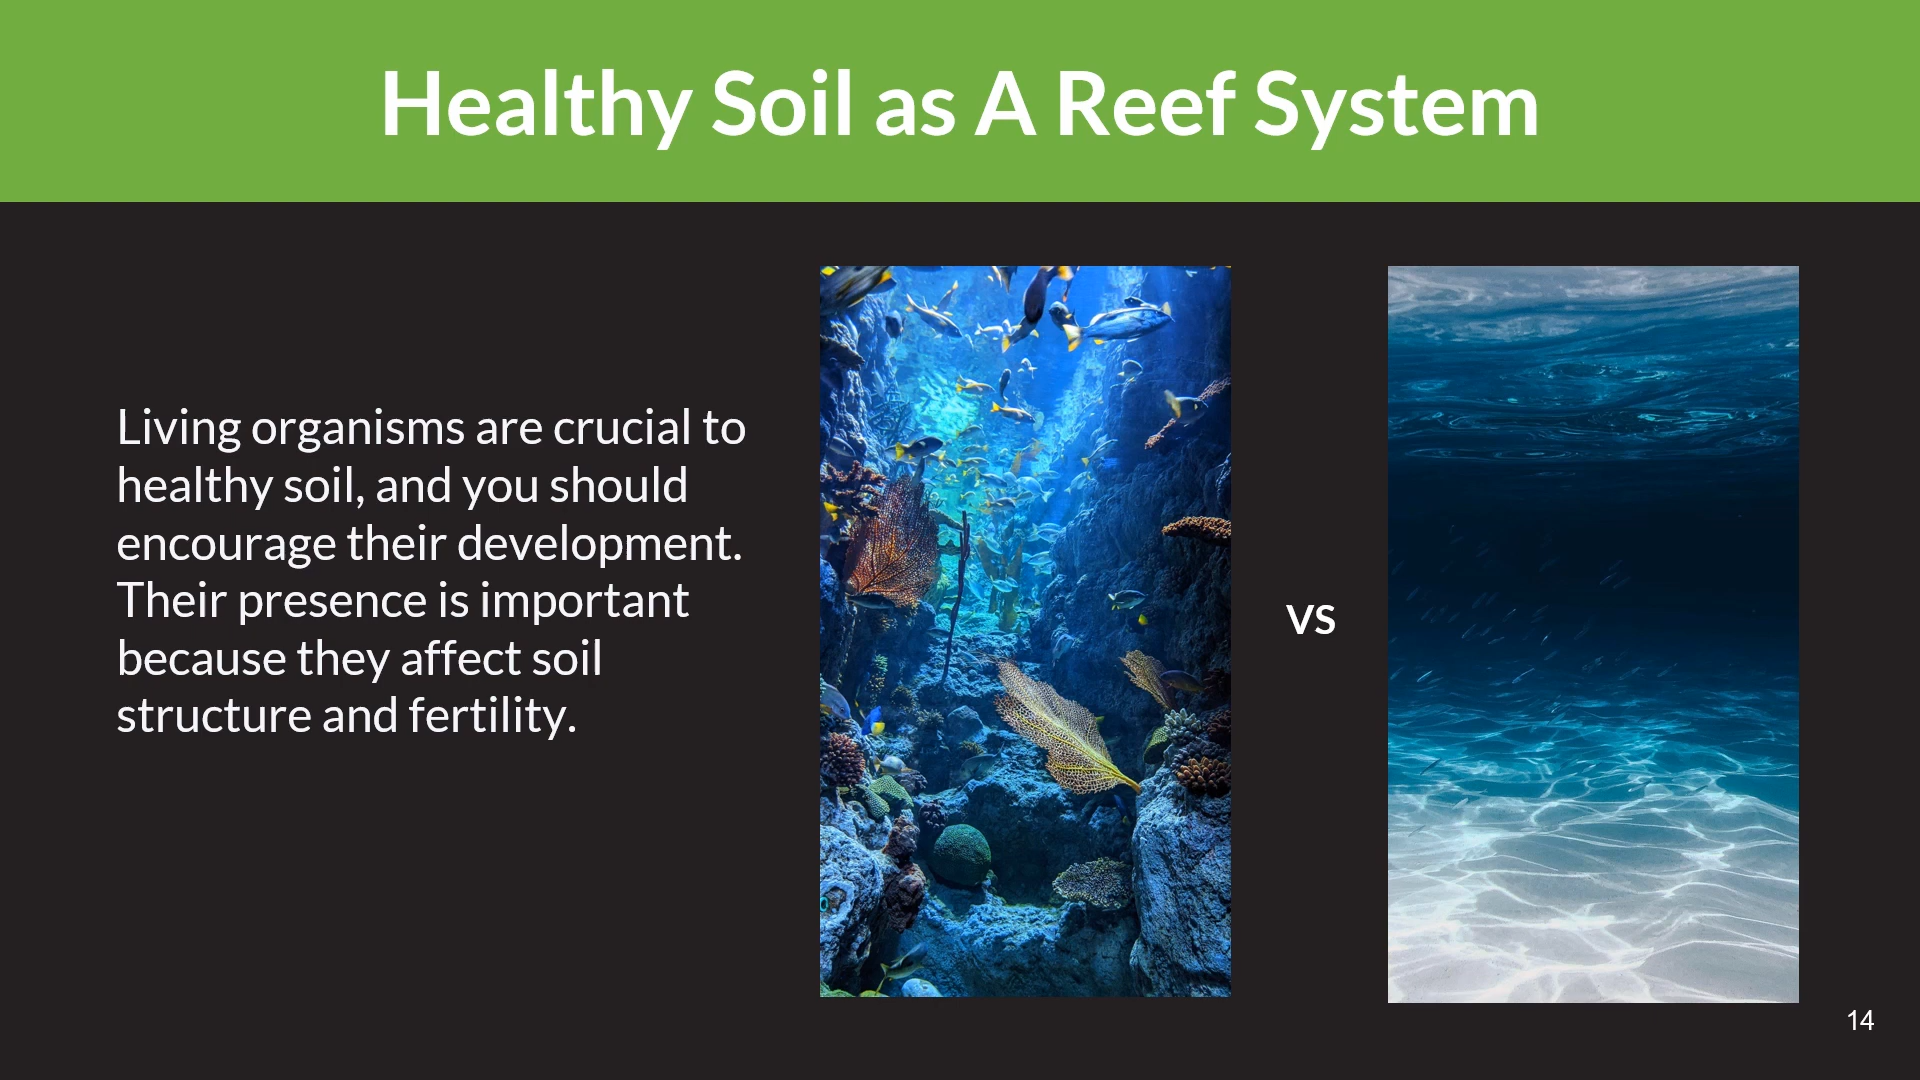 Healthy Soil as A Reef System
Living organisms are crucial to
healthy soil, and you should
encourage their development.
Their presence is important
because they affect soil
structure and fertility.
VS
14